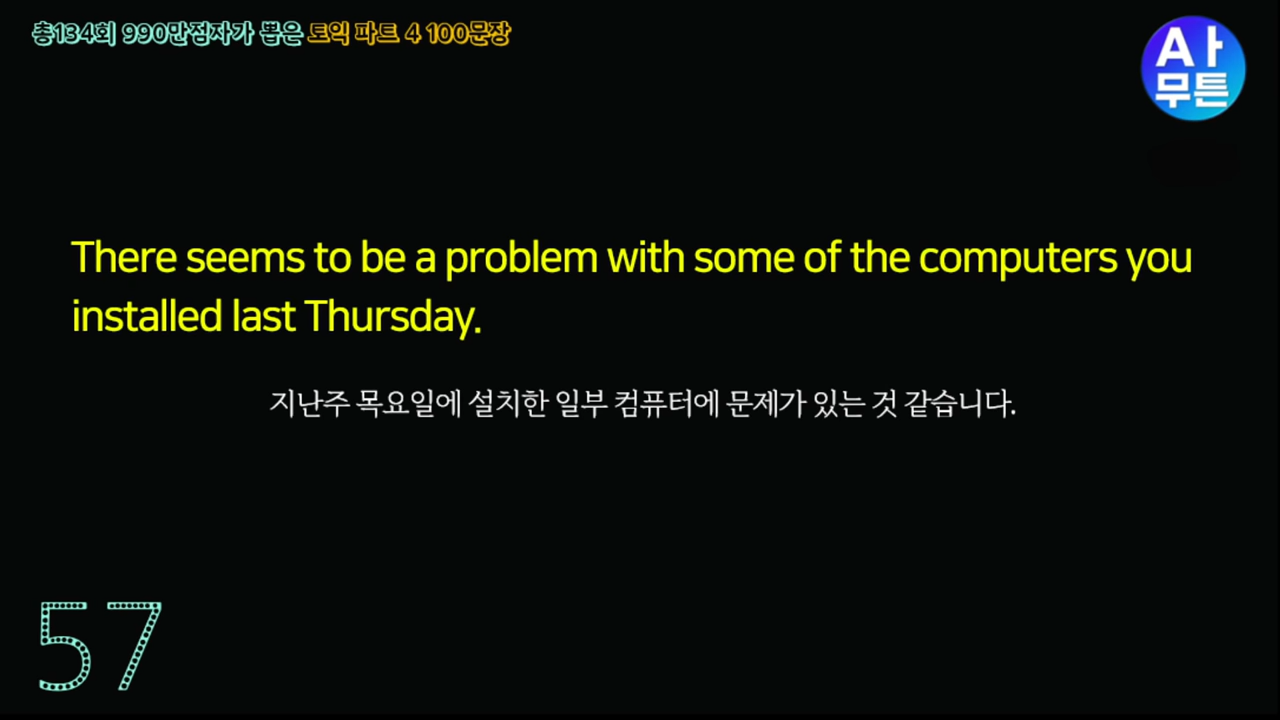 총134회 990만점자가 뽑은 토익 파트 4 100문장
사
무튼
There seems to be a problem with some of the computers you
installed last Thursday.
지난주 목요일에 설치한 일부 컴퓨터에 문제가 있는 것 같습니다.
57